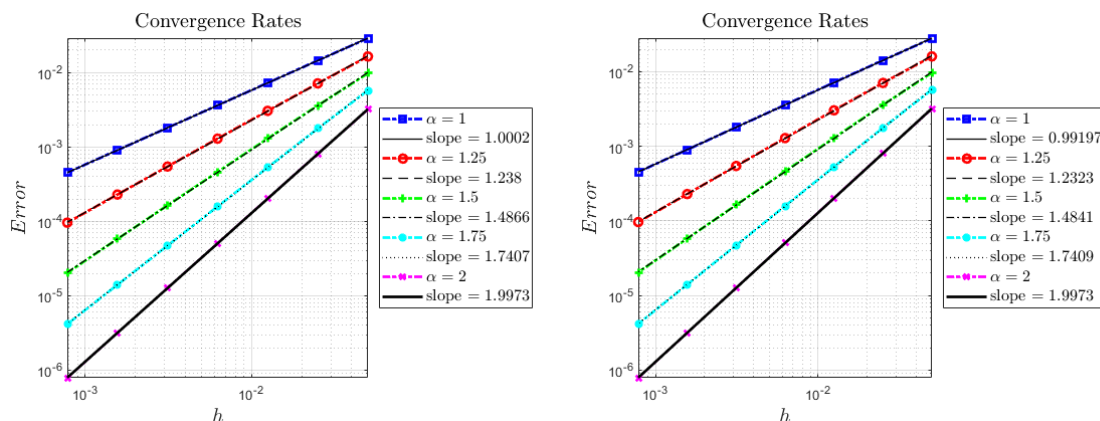 Convergence Rates
10⁻²
10⁻³
10⁻⁴
10⁻⁵
10⁻⁶
Error
10⁻³
10⁻²
h
α = 1
slope = 1.0002
α = 1.25
slope = 1.238
α = 1.5
slope = 1.4866
α = 1.75
slope = 1.7407
α = 2
slope = 1.9973
Convergence Rates
10⁻²
10⁻³
10⁻⁴
10⁻⁵
10⁻⁶
Error
10⁻³
10⁻²
h
α = 1
slope = 0.99197
α = 1.25
slope = 1.2323
α = 1.5
slope = 1.4841
α = 1.75
slope = 1.7409
α = 2
slope = 1.9973